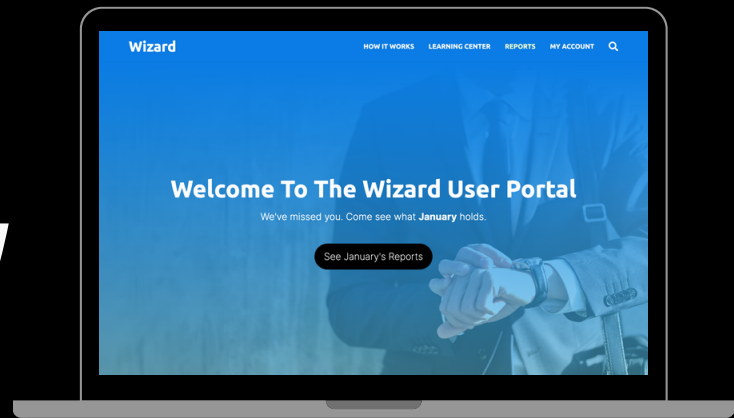 Wizard
HOW IT WORKS LEARNING CENTER REPORTS MY ACCOUNT
Welcome To The Wizard User Portal
We've missed you. Come see what January holds.
See January's Reports